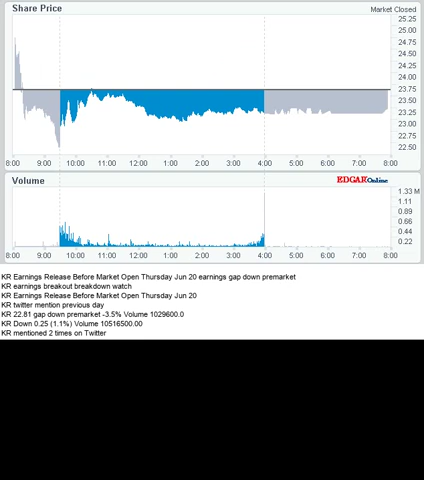 Share Price
Market Closed
25.25
25.00
24.75
24.50
24.25
24.00
23.75
23.50
23.25
23.00
22.75
22.50
8:00 9:00 10:00 11:00 12:00 1:00 2:00 3:00 4:00 5:00 6:00 7:00 8:00
Volume
EDGAROnline
1.33 M
1.11
0.89
0.66
0.44
0.22
8:00 9:00 10:00 11:00 12:00 1:00 2:00 3:00 4:00 5:00 6:00 7:00 8:00
KR Earnings Release Before Market Open Thursday Jun 20 earnings gap down premarket
KR earnings breakout breakdown watch
KR Earnings Release Before Market Open Thursday Jun 20
KR twitter mention previous day
KR 22.81 gap down premarket -3.5% Volume 1029600.0
KR Down 0.25 (1.1%) Volume 10516500.00
KR mentioned 2 times on Twitter